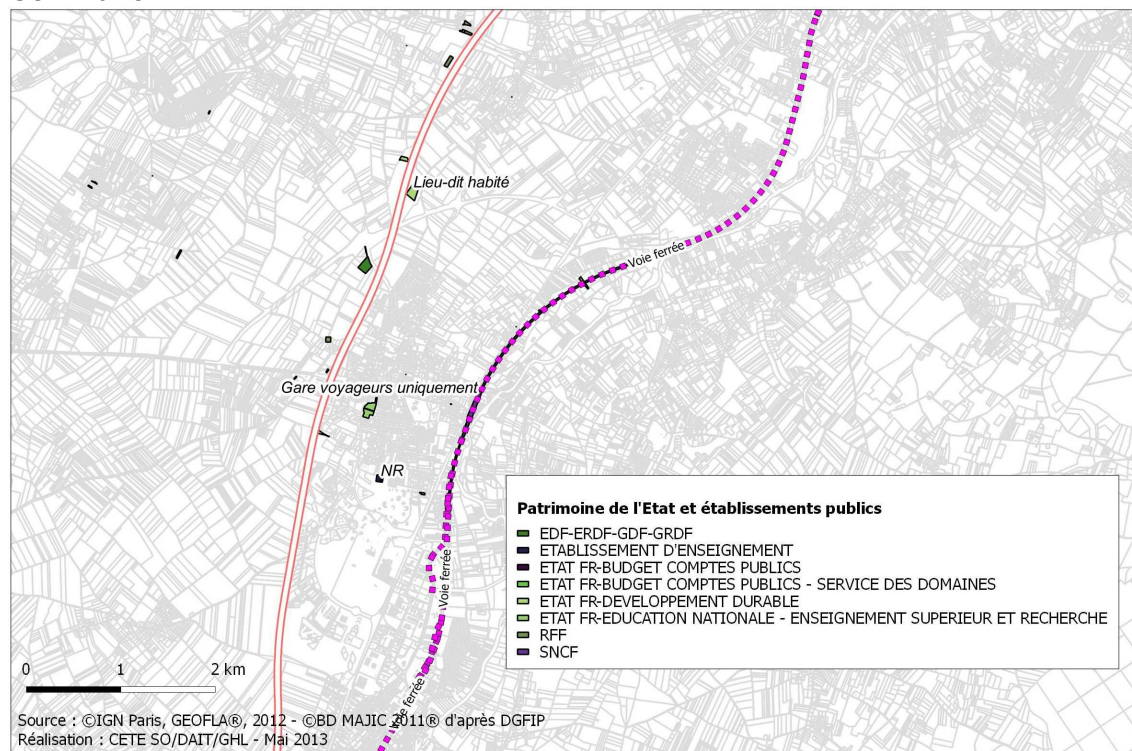 Lieu-dit habité
Voie ferrée
Gare voyageurs uniquement
NR
Voie ferrée
Voie ferrée
Patrimoine de l'Etat et établissements publics
EDF-ERDF-GDF-GRDF
ETABLISSEMENT D'ENSEIGNEMENT
ETAT FR-BUDGET COMPTES PUBLICS
ETAT FR-BUDGET COMPTES PUBLICS - SERVICE DES DOMAINES
ETAT FR-DEVELOPPEMENT DURABLE
ETAT FR-EDUCATION NATIONALE - ENSEIGNEMENT SUPERIEUR ET RECHERCHE
RFF
SNCF
0 1 2 km
Source : ©IGN Paris, GEOFLA®, 2012 - ©BD MAJIC 2011® d'après DGFIP
Réalisation : CETE SO/DAIT/GHL - Mai 2013